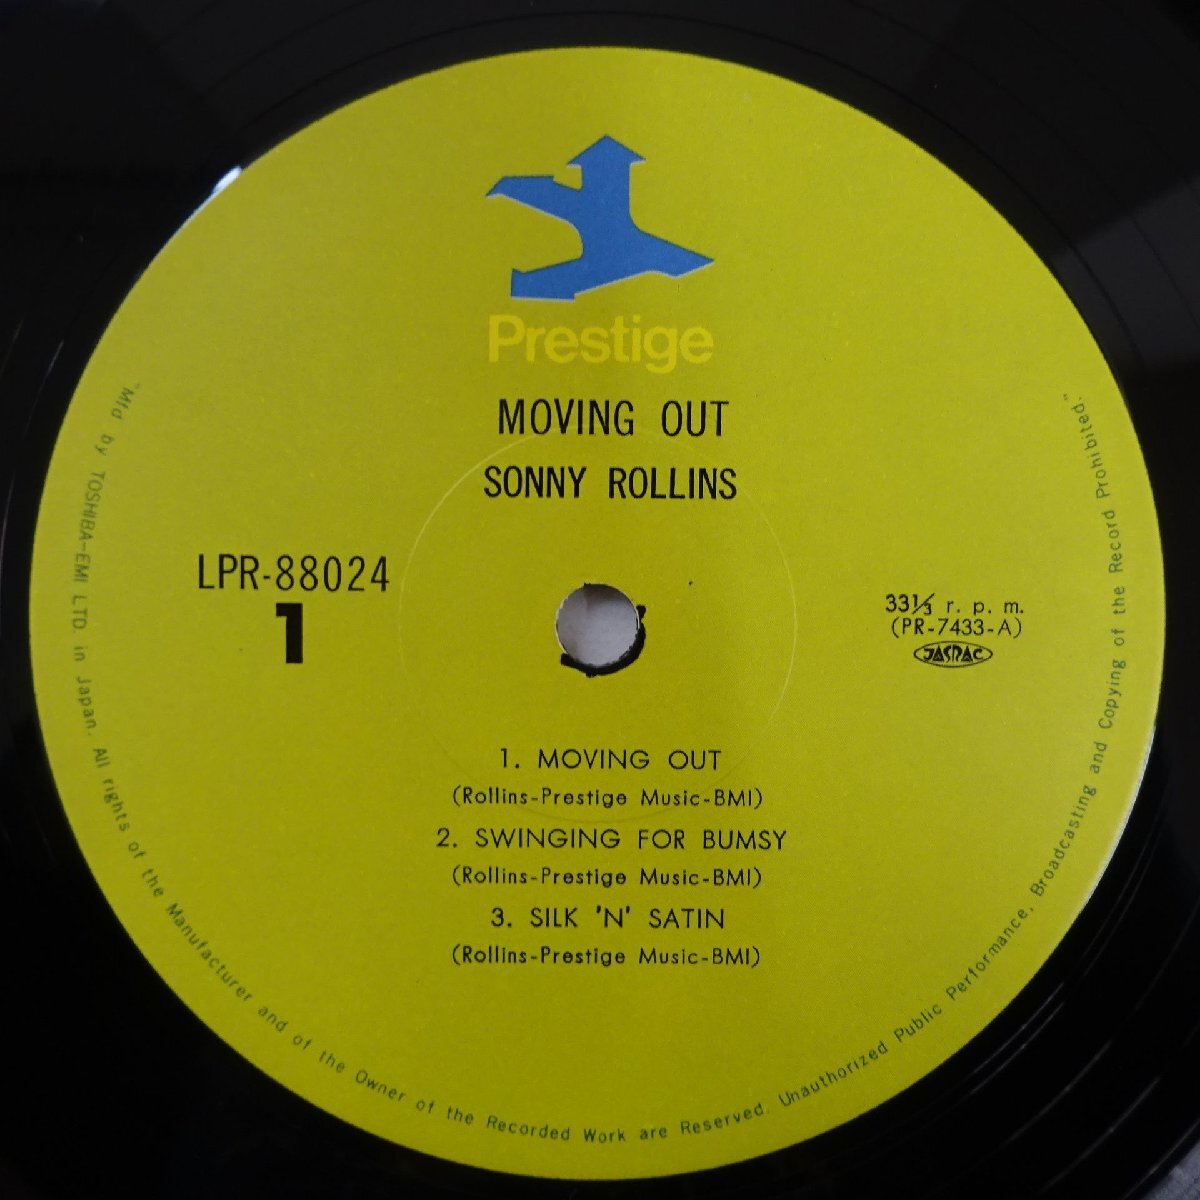 Prestige
MOVING OUT
SONNY ROLLINS
LPR-88024
1
33⅓ r. p. m.
(PR-7433-A)
JASRAC
1. MOVING OUT
(Rollins-Prestige Music-BMI)
2. SWINGING FOR BUMSY
(Rollins-Prestige Music-BMI)
3. SILK 'N' SATIN
(Rollins-Prestige Music-BMI)
"Mfd by TOSHIBA-EMI LTD. in Japan. All rights of the Manufacturer and of the Owner of the Recorded Work are Reserved. Unauthorized Public Performance, Broadcasting and Copying of the Record Prohibited."